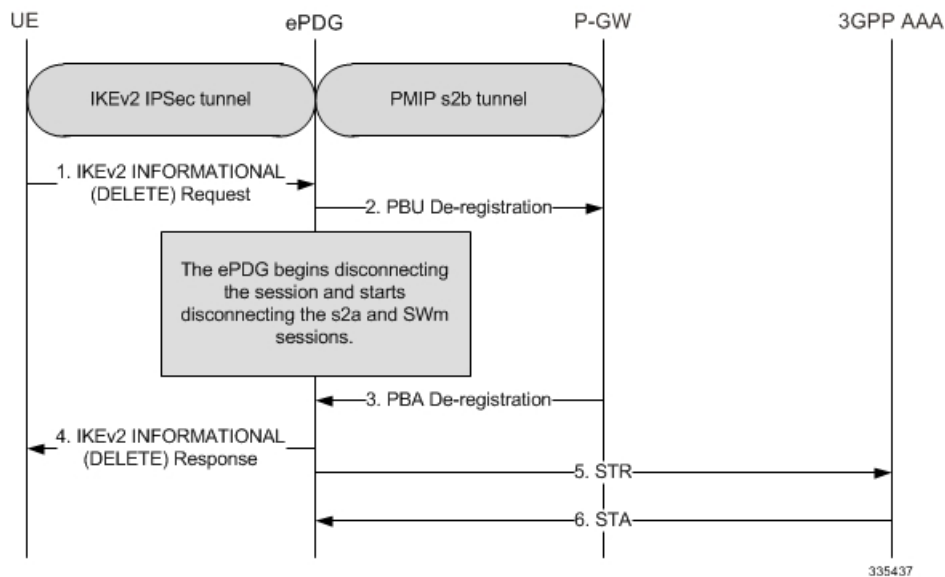 UE
ePDG
P-GW
3GPP AAA
IKEv2 IPSec tunnel
PMIP s2b tunnel
1. IKEv2 INFORMATIONAL
(DELETE) Request
2. PBU De-registration
The ePDG begins disconnecting
the session and starts
disconnecting the s2a and SWm
sessions.
3. PBA De-registration
4. IKEv2 INFORMATIONAL
(DELETE) Response
5. STR
6. STA
335437